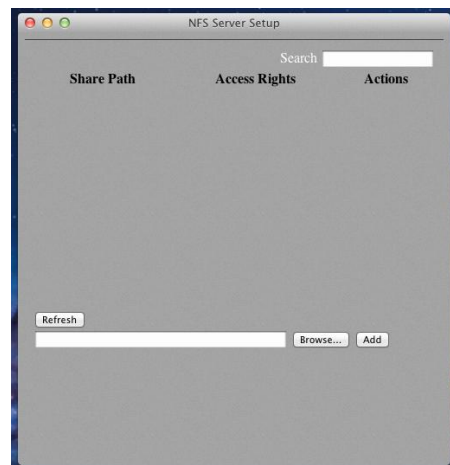 NFS Server Setup
Search
Share Path Access Rights Actions
Refresh
Browse... Add